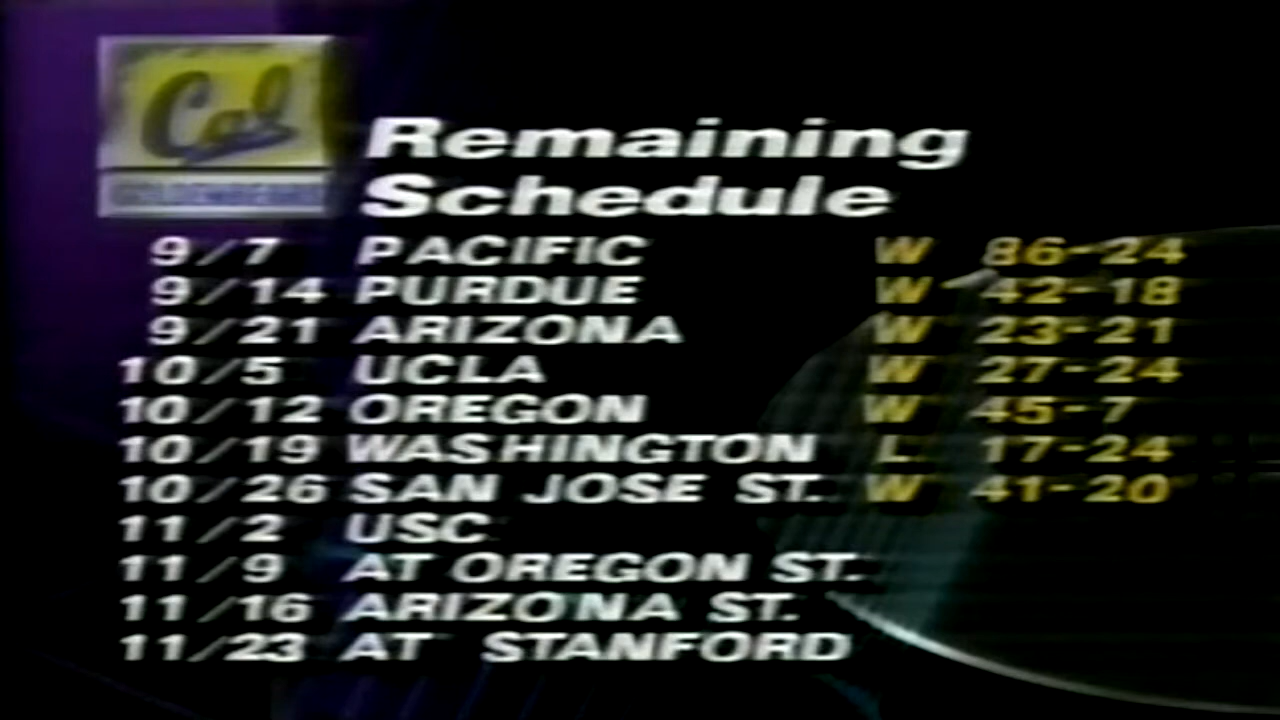 Cal
Remaining
Schedule
9/7 PACIFIC W 86-24
9/14 PURDUE W 42-18
9/21 ARIZONA W 23-21
10/5 UCLA W 27-24
10/12 OREGON W 45-7
10/19 WASHINGTON L 17-24
10/26 SAN JOSE ST. W 41-20
11/2 USC
11/9 AT OREGON ST.
11/16 ARIZONA ST.
11/23 AT STANFORD